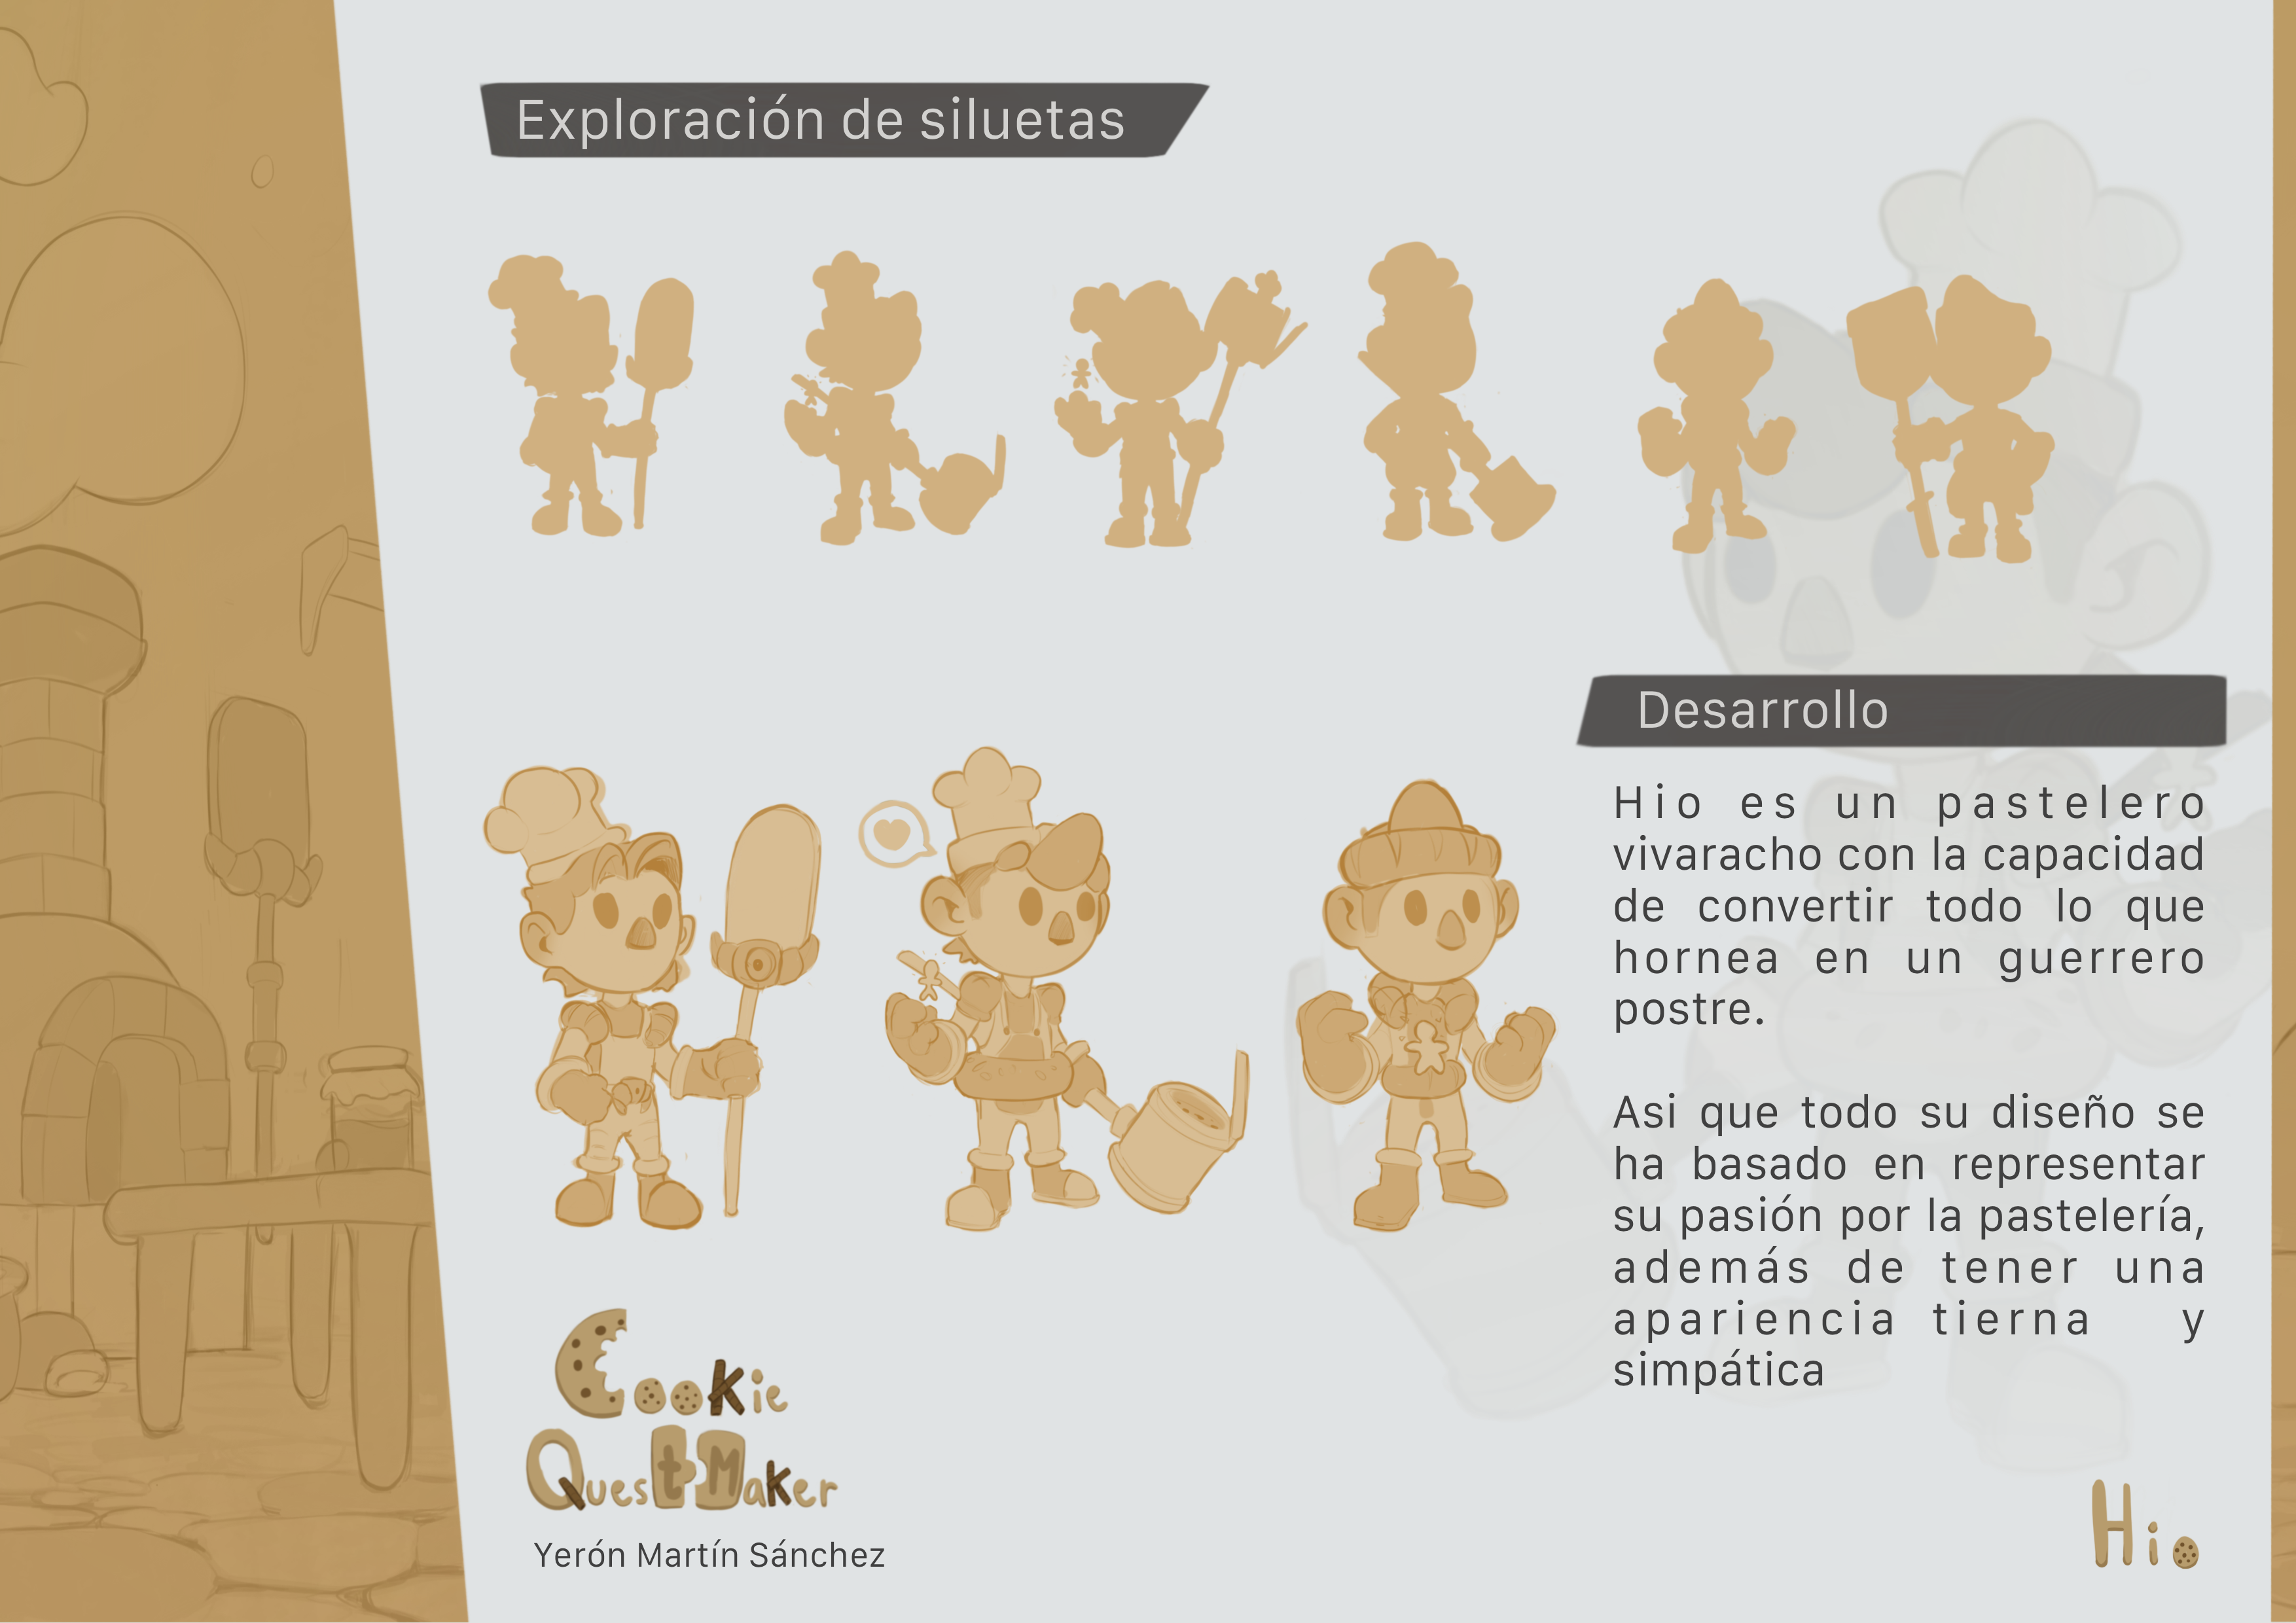 Exploración de siluetas
Desarrollo
Hio es un pastelero
vivaracho con la capacidad
de convertir todo lo que
hornea en un guerrero
postre.
Asi que todo su diseño se
ha basado en representar
su pasión por la pastelería,
además de tener una
apariencia tierna y
simpática
Cookie
Quest Maker
Yerón Martín Sánchez
Hio